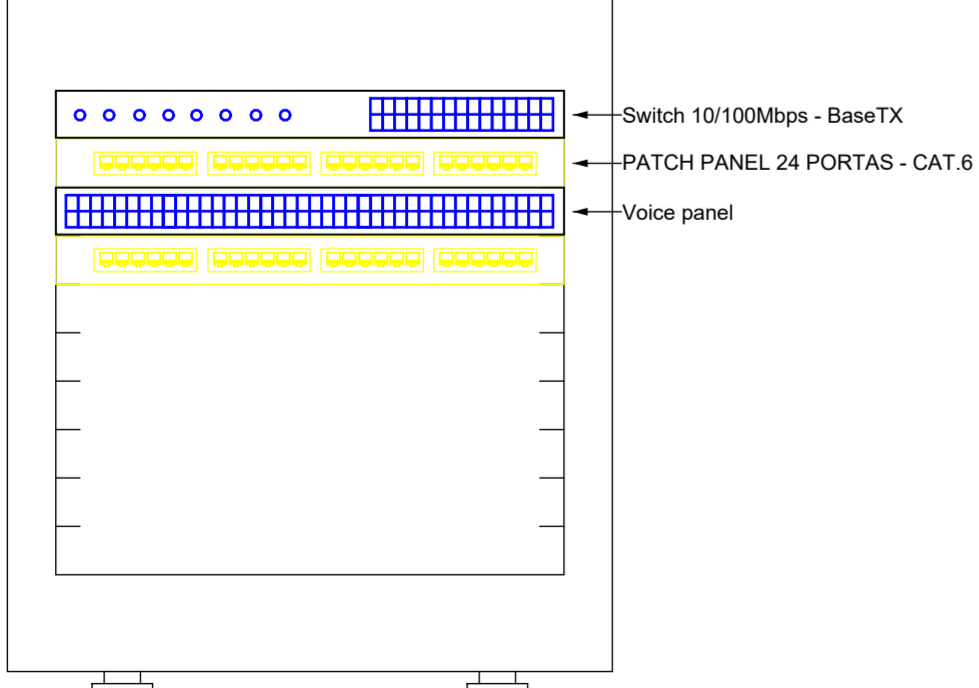 Switch 10/100Mbps - BaseTX
PATCH PANEL 24 PORTAS - CAT.6
Voice panel